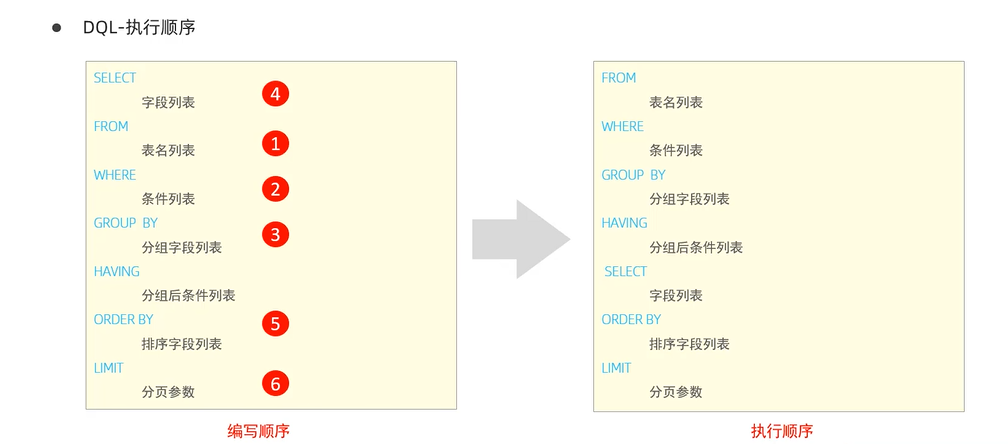 DQL-执行顺序
SELECT
字段列表
4
FROM
表名列表
1
WHERE
条件列表
2
GROUP BY
分组字段列表
3
HAVING
分组后条件列表
ORDER BY
排序字段列表
5
LIMIT
分页参数
6
编写顺序
FROM
表名列表
WHERE
条件列表
GROUP BY
分组字段列表
HAVING
分组后条件列表
SELECT
字段列表
ORDER BY
排序字段列表
LIMIT
分页参数
执行顺序